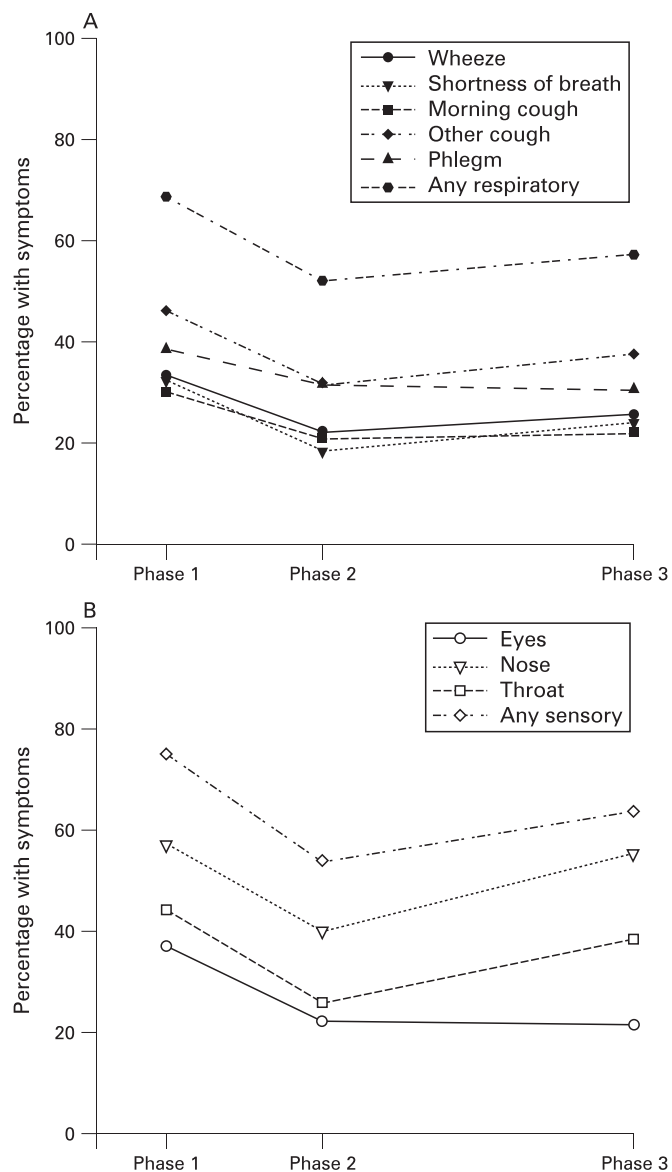 A
100
80
60
40
20
0
Percentage with symptoms
Wheeze
Shortness of breath
Morning cough
Other cough
Phlegm
Any respiratory
Phase 1 Phase 2 Phase 3
B
100
80
60
40
20
0
Percentage with symptoms
Eyes
Nose
Throat
Any sensory
Phase 1 Phase 2 Phase 3